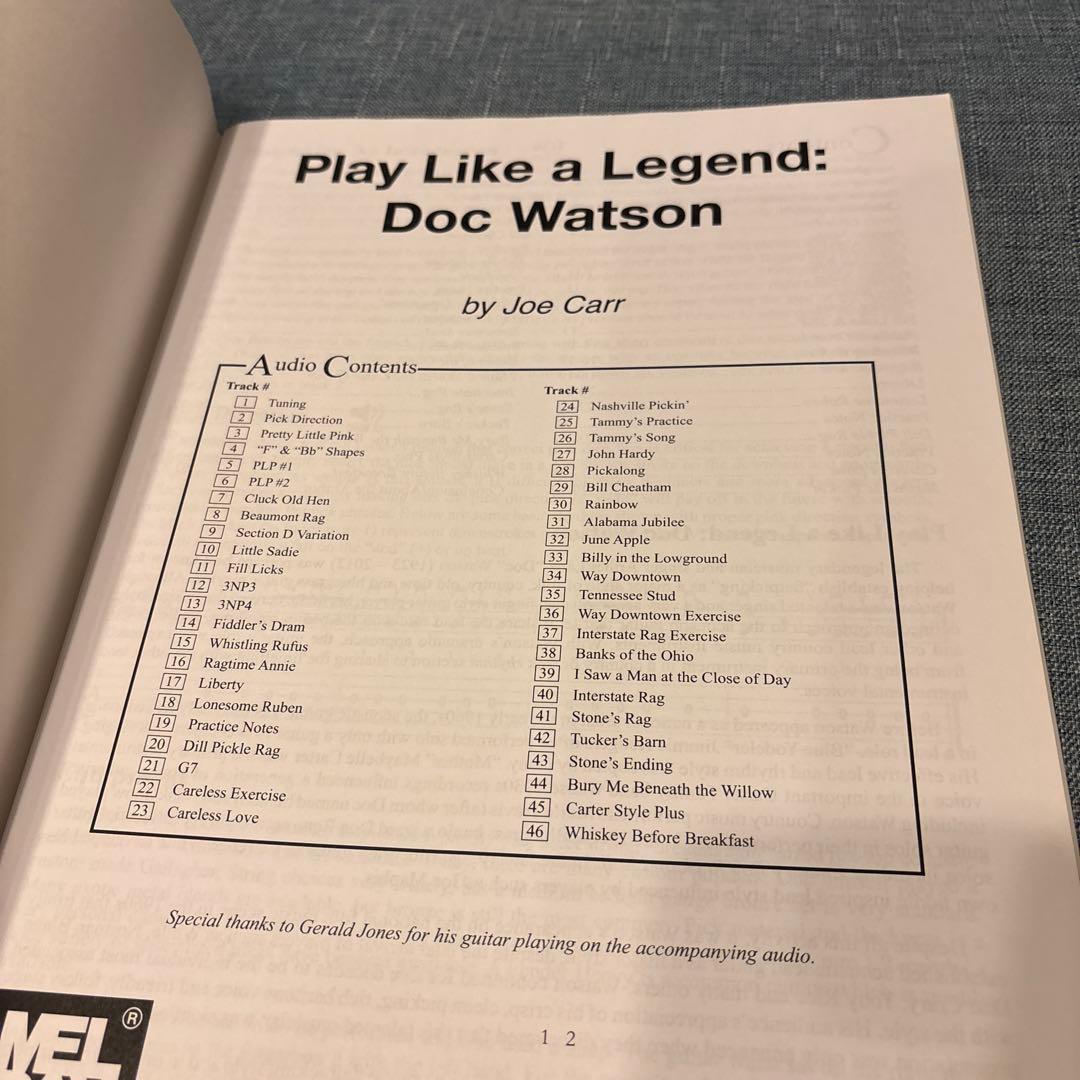 Play Like a Legend:
Doc Watson
by Joe Carr
Audio Contents
Track #
1 Tuning
2 Pick Direction
3 Pretty Little Pink
4 “F” & “Bb” Shapes
5 PLP #1
6 PLP #2
7 Cluck Old Hen
8 Beaumont Rag
9 Section D Variation
10 Little Sadie
11 Fill Licks
12 3NP3
13 3NP4
14 Fiddler’s Dram
15 Whistling Rufus
16 Ragtime Annie
17 Liberty
18 Lonesome Ruben
19 Practice Notes
20 Dill Pickle Rag
21 G7
22 Careless Exercise
23 Careless Love
Track #
24 Nashville Pickin’
25 Tammy’s Practice
26 Tammy’s Song
27 John Hardy
28 Pickalong
29 Bill Cheatham
30 Rainbow
31 Alabama Jubilee
32 June Apple
33 Billy in the Lowground
34 Way Downtown
35 Tennessee Stud
36 Way Downtown Exercise
37 Interstate Rag Exercise
38 Banks of the Ohio
39 I Saw a Man at the Close of Day
40 Interstate Rag
41 Stone’s Rag
42 Tucker’s Barn
43 Stone’s Ending
44 Bury Me Beneath the Willow
45 Carter Style Plus
46 Whiskey Before Breakfast
Special thanks to Gerald Jones for his guitar playing on the accompanying audio.
MEL ®
1 2